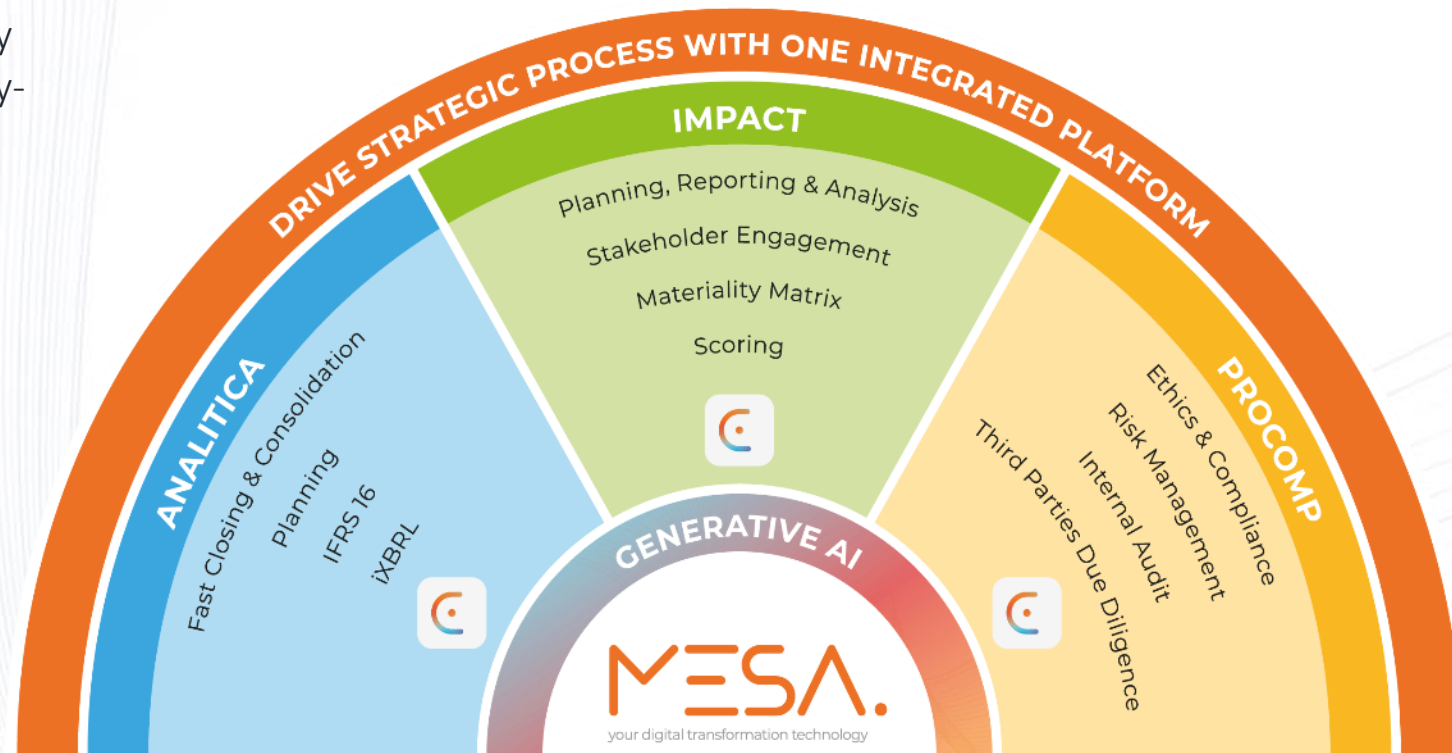 y
y-
DRIVE STRATEGIC PROCESS WITH ONE INTEGRATED PLATFORM
ANALITICA
Fast Closing & Consolidation
Planning
IFRS 16
iXBRL
IMPACT
Planning, Reporting & Analysis
Stakeholder Engagement
Materiality Matrix
Scoring
PROCOMP
Ethics & Compliance
Risk Management
Internal Audit
Third Parties Due Diligence
GENERATIVE AI
MESA.
your digital transformation technology